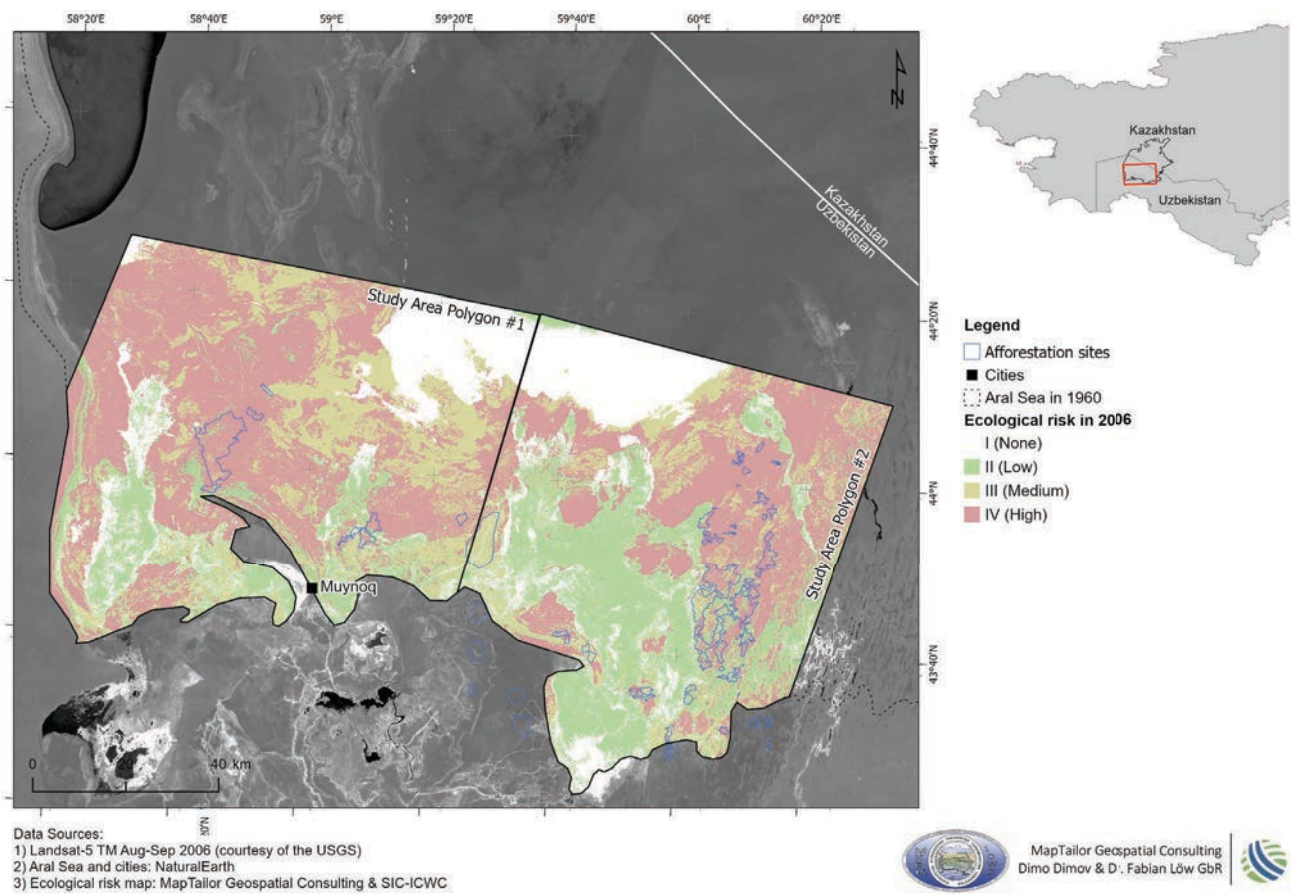 58°20'E 58°40'E 59°E 59°20'E 59°40'E 60°E 60°20'E
N
44°40'N
44°20'N
44°N
43°40'N
Kazakhstan
Uzbekistan
Study Area Polygon #1
Study Area Polygon #2
Muynoq
0 20 40 km
Kazakhstan
Uzbekistan
Legend
Afforestation sites
Cities
Aral Sea in 1960
Ecological risk in 2006
I (None)
II (Low)
III (Medium)
IV (High)
Data Sources:
1) Landsat-5 TM Aug-Sep 2006 (courtesy of the USGS)
2) Aral Sea and cities: NaturalEarth
3) Ecological risk map: MapTailor Geospatial Consulting & SIC-ICWC
MapTailor Geospatial Consulting
Dimo Dimov & Dr. Fabian Löw GbR